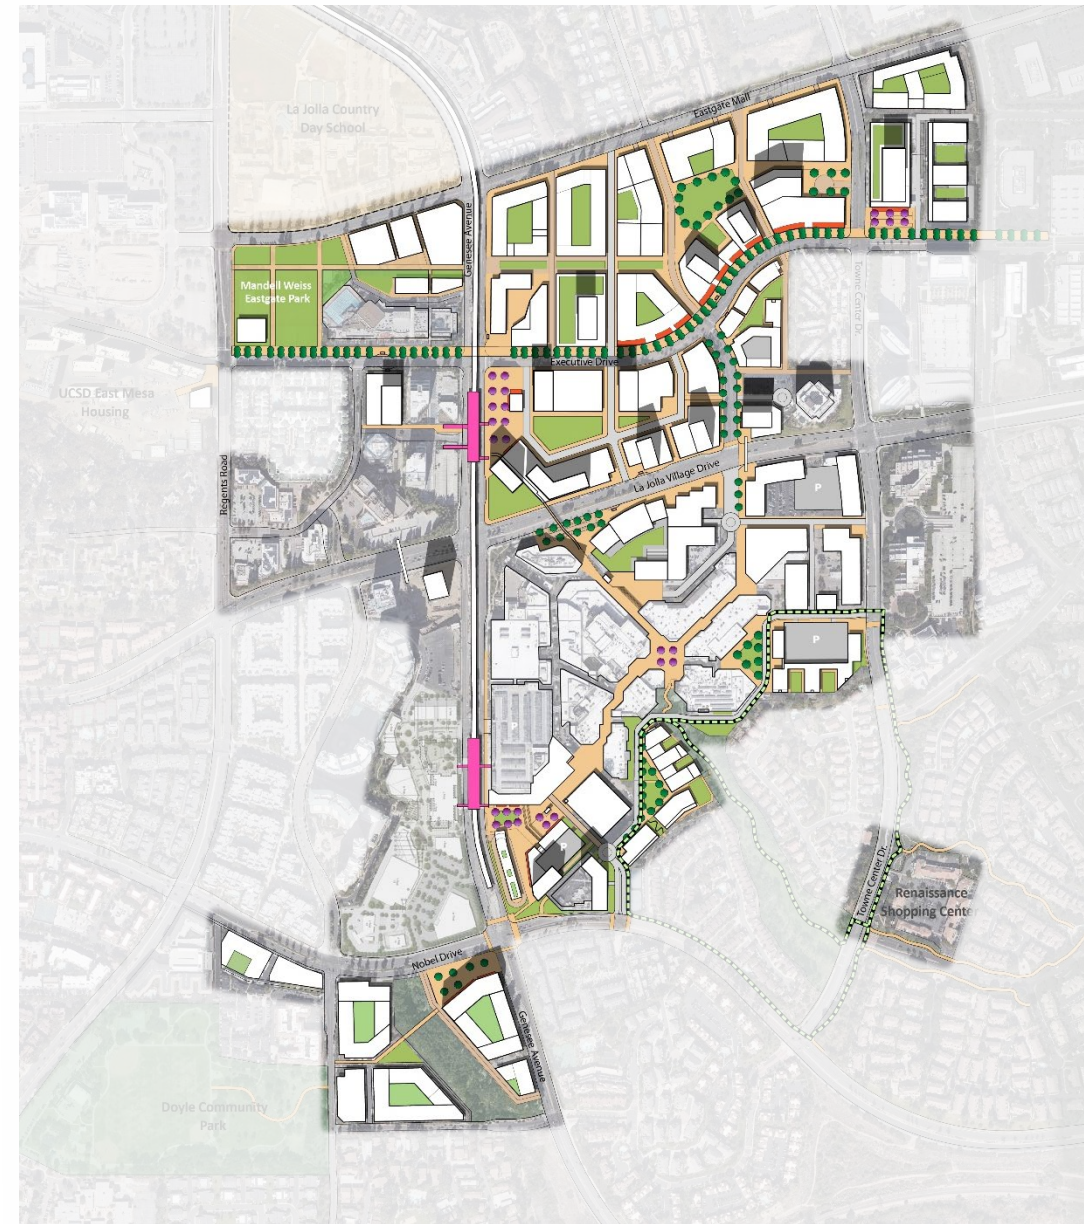 La Jolla Country
Day School
Eastgate Mall
Genesee Avenue
Mandell Weiss
Eastgate Park
Towne Center Dr.
Executive Drive
UCSD East Mesa
Housing
Regents Road
La Jolla Village Drive
P
P
P
P
Towne Center Dr.
Renaissance
Shopping Cente
Nobel Drive
Genesee Avenue
Doyle Community
Park